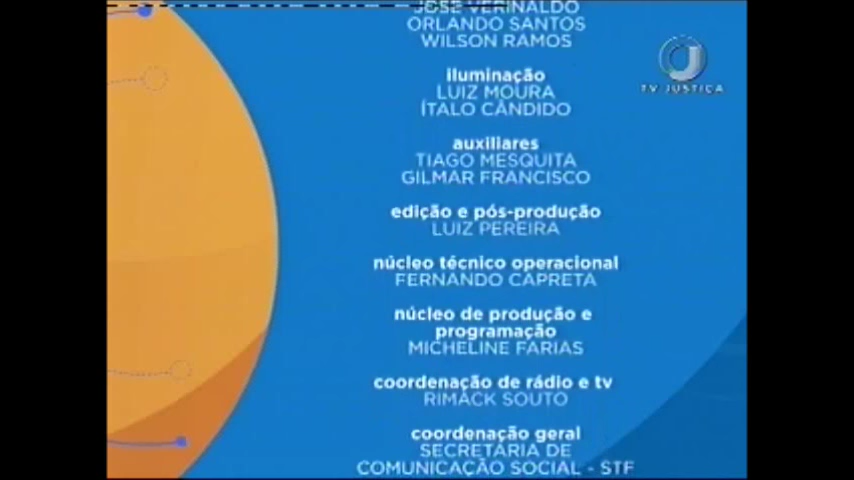 JOSÉ VERINALDO
ORLANDO SANTOS
WILSON RAMOS
iluminação
LUIZ MOURA
ÍTALO CÂNDIDO
auxiliares
TIAGO MESQUITA
GILMAR FRANCISCO
edição e pós-produção
LUIZ PEREIRA
núcleo técnico operacional
FERNANDO CAPRETA
núcleo de produção e
programação
MICHELINE FARIAS
coordenação de rádio e tv
RIMACK SOUTO
coordenação geral
SECRETARIA DE
COMUNICAÇÃO SOCIAL - STF
TV JUSTIÇA